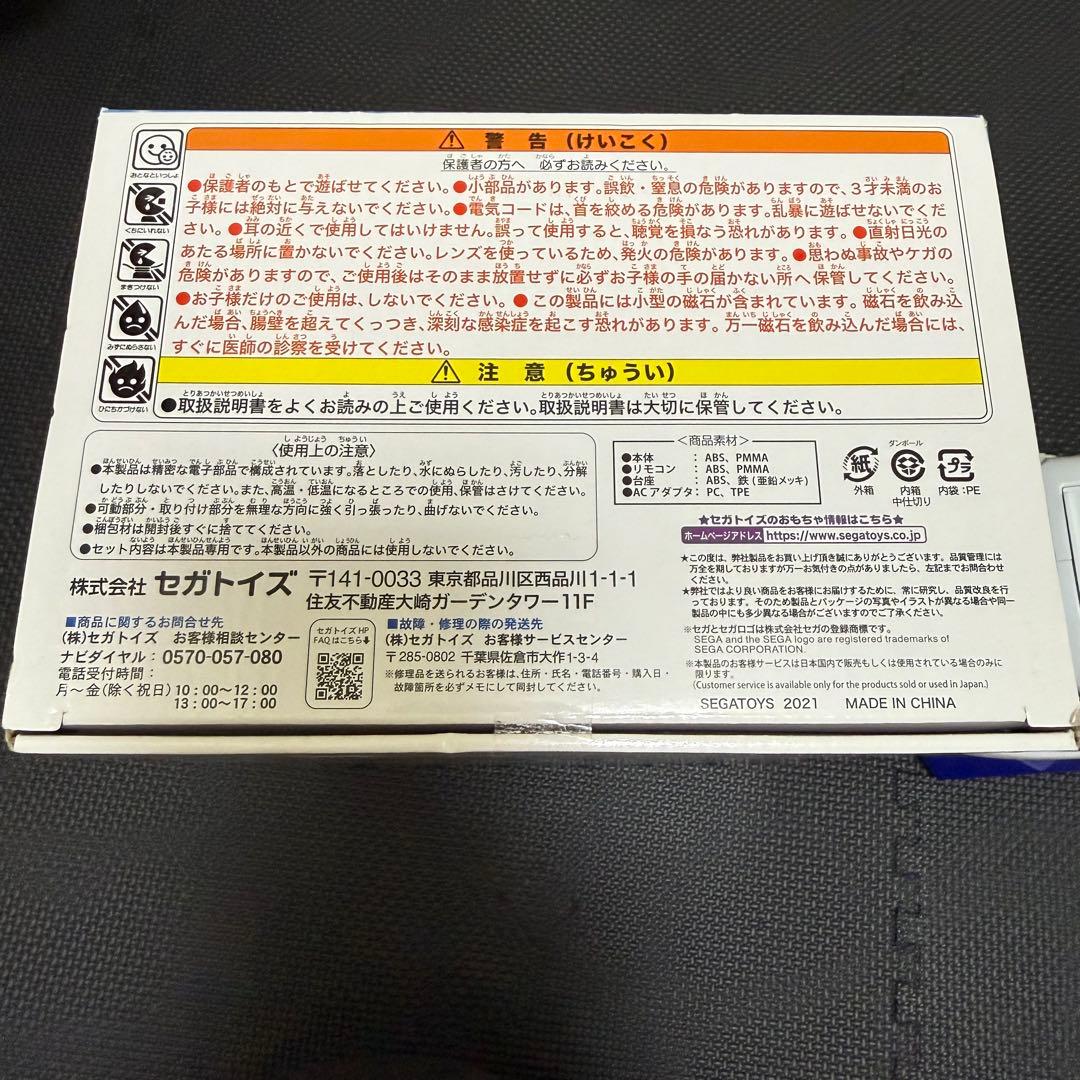 警告（けいこく）
保護者の方へ 必ずお読みください。
おとなといっしょ
くちにいれない
まきつけない
みずにぬらさない
ひにちかづけない
●保護者のもとで遊ばせてください。●小部品があります。誤飲・窒息の危険がありますので、３才未満のお
子様には絶対に与えないでください。●電気コードは、首を絞める危険があります。乱暴に遊ばせないでくだ
さい。●耳の近くで使用してはいけません。誤って使用すると、聴覚を損なう恐れがあります。●直射日光の
あたる場所に置かないでください。レンズを使っているため、発火の危険があります。●思わぬ事故やケガの
危険がありますので、ご使用後はそのまま放置せずに必ずお子様の手の届かない所へ保管してください。
●お子様だけのご使用は、しないでください。●この製品には小型の磁石が含まれています。磁石を飲み込
んだ場合、腸壁を超えてくっつき、深刻な感染症を起こす恐れがあります。万一磁石を飲み込んだ場合には、
すぐに医師の診察を受けてください。
注意（ちゅうい）
●取扱説明書をよくお読みの上ご使用ください。取扱説明書は大切に保管してください。
〈使用上の注意〉
●本製品は精密な電子部品で構成されています。落としたり、水にぬらしたり、汚したり、分解
したりしないでください。また、高温・低温になるところでの使用、保管はさけてください。
●可動部分・取り付け部分を無理な方向に強く引っ張ったり、曲げないでください。
●梱包材は開封後すぐに捨ててください。
●セット内容は本製品専用です。本製品以外の商品には使用しないでください。
＜商品素材＞
●本体 ：ABS、PMMA
●リモコン ：ABS、PMMA
●台座 ：ABS、鉄（亜鉛メッキ）
●ACアダプタ：PC、TPE
紙
外箱
ダンボール
内箱
中仕切り
プラ
内袋：PE
★セガトイズのおもちゃ情報はこちら★
ホームページアドレス https://www.segatoys.co.jp
★この度は、弊社製品をお買い上げ頂き誠にありがとうございます。品質管理には
万全を期しておりますが万一お気付きの点がありましたら、左記までお問合わせ
ください。
★弊社ではより良い商品をお届けするために、常に研究し、品質改良を行
っております。そのため製品とパッケージの写真やイラストが異なる場合や同一
製品の中にも多少異なる場合がございますのでご了承ください。
※セガとセガロゴは株式会社セガの登録商標です。
SEGA and the SEGA logo are registered trademarks of
SEGA CORPORATION.
※本製品のお客様サービスは日本国内で販売もしくは使用されている場合のみに
限ります。
(Customer service is available only for the products sold or used in Japan.)
SEGATOYS 2021 MADE IN CHINA
株式会社 セガトイズ 〒141-0033 東京都品川区西品川1-1-1
住友不動産大崎ガーデンタワー11F
■商品に関するお問合せ先
(株)セガトイズ お客様相談センター
ナビダイヤル：0570-057-080
電話受付時間：
月～金(除く祝日)10：00～12：00
13：00～17：00
セガトイズHP
FAQはこちら
■故障・修理の際の発送先
(株)セガトイズ お客様サービスセンター
〒285-0802 千葉県佐倉市大作1-3-4
※修理品を送られるお客様は、住所・氏名・電話番号・購入日・
故障箇所を必ずメモにして同封してください。